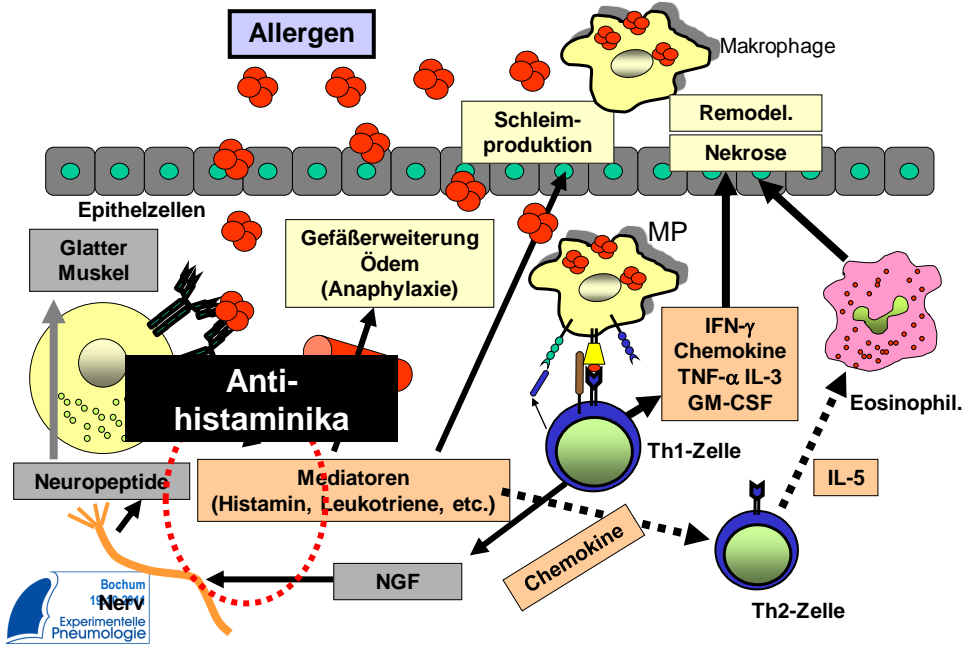 Allergen
Makrophage
Schleim-
produktion
Remodel.
Nekrose
Epithelzellen
Glatter
Muskel
Gefäßerweiterung
Ödem
(Anaphylaxie)
MP
IFN-γ
Chemokine
TNF-α IL-3
GM-CSF
Eosinophil.
Anti-
histaminika
Th1-Zelle
Neuropeptide
Mediatoren
(Histamin, Leukotriene, etc.)
IL-5
Chemokine
NGF
Th2-Zelle
Bochum
Nerv
Experimentelle
Pneumologie